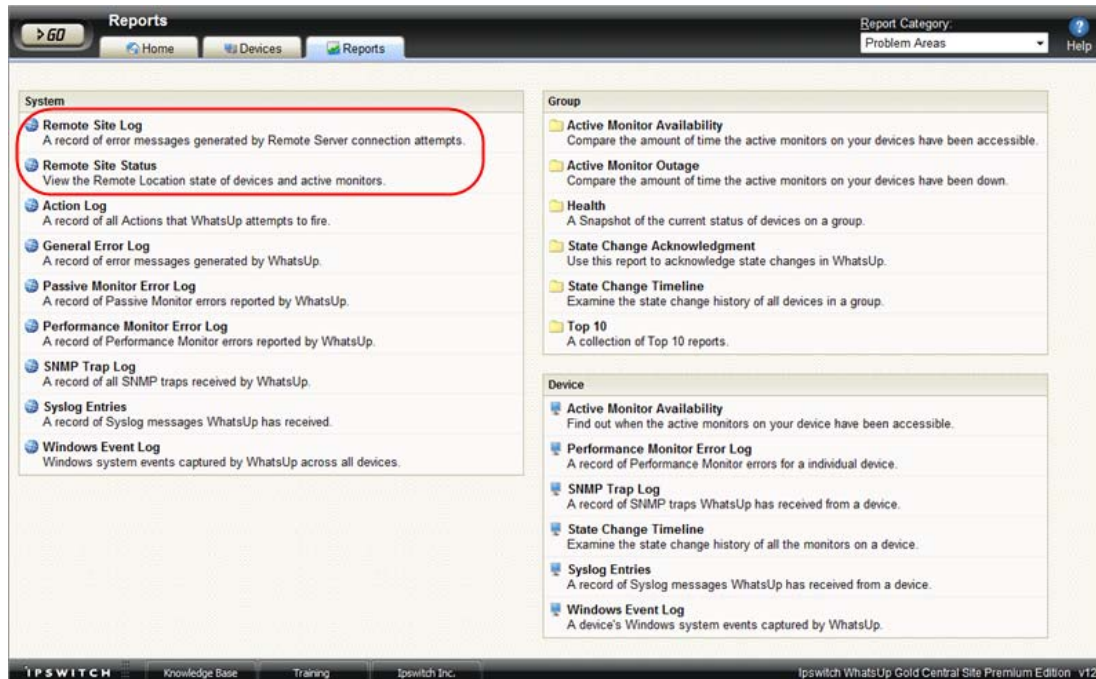 > GO
Reports
Home
Devices
Reports
Report Category:
Problem Areas
Help
System
Remote Site Log
A record of error messages generated by Remote Server connection attempts.
Remote Site Status
View the Remote Location state of devices and active monitors.
Action Log
A record of all Actions that WhatsUp attempts to fire.
General Error Log
A record of error messages generated by WhatsUp.
Passive Monitor Error Log
A record of Passive Monitor errors reported by WhatsUp.
Performance Monitor Error Log
A record of Performance Monitor errors reported by WhatsUp.
SNMP Trap Log
A record of all SNMP traps received by WhatsUp.
Syslog Entries
A record of Syslog messages WhatsUp has received.
Windows Event Log
Windows system events captured by WhatsUp across all devices.
Group
Active Monitor Availability
Compare the amount of time the active monitors on your devices have been accessible.
Active Monitor Outage
Compare the amount of time the active monitors on your devices have been down.
Health
A Snapshot of the current status of devices on a group.
State Change Acknowledgment
Use this report to acknowledge state changes in WhatsUp.
State Change Timeline
Examine the state change history of all devices in a group.
Top 10
A collection of Top 10 reports.
Device
Active Monitor Availability
Find out when the active monitors on your device have been accessible.
Performance Monitor Error Log
A record of Performance Monitor errors for a individual device.
SNMP Trap Log
A record of SNMP traps WhatsUp has received from a device.
State Change Timeline
Examine the state change history of all the monitors on a device.
Syslog Entries
A record of Syslog messages WhatsUp has received from a device.
Windows Event Log
A device's Windows system events captured by WhatsUp.
IPSWITCH
Knowledge Base
Training
Ipswitch Inc.
Ipswitch WhatsUp Gold Central Site Premium Edition v12